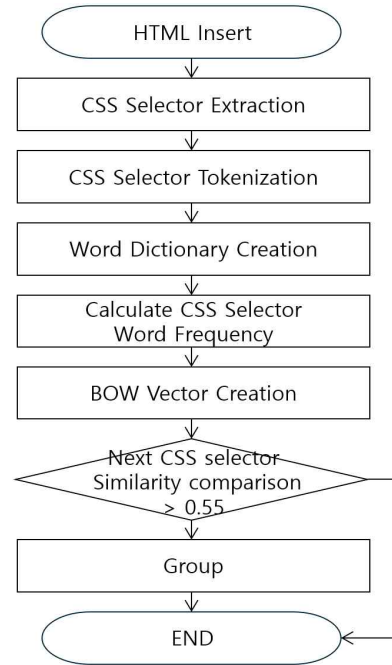 HTML Insert
CSS Selector Extraction
CSS Selector Tokenization
Word Dictionary Creation
Calculate CSS Selector
Word Frequency
BOW Vector Creation
Next CSS selector
Similarity comparison
> 0.55
Group
END